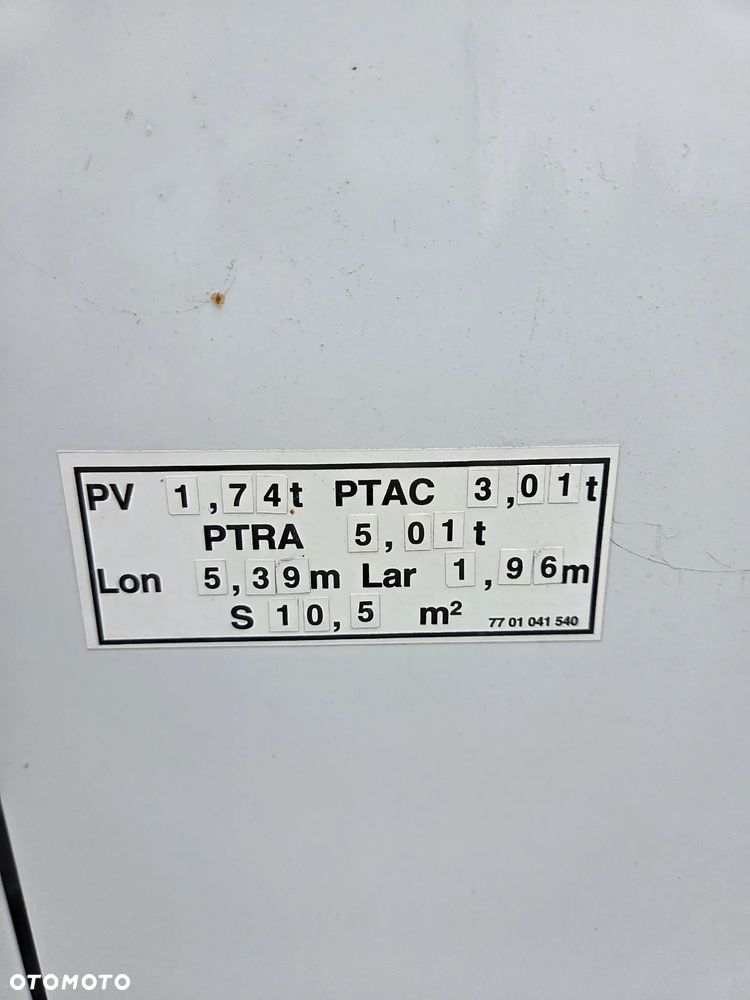 PV 1,74t PTAC 3,01t
PTRA 5,01t
Lon 5,39m Lar 1,96m
S 10,5 m²
77 01 041 540
OTOMOTO